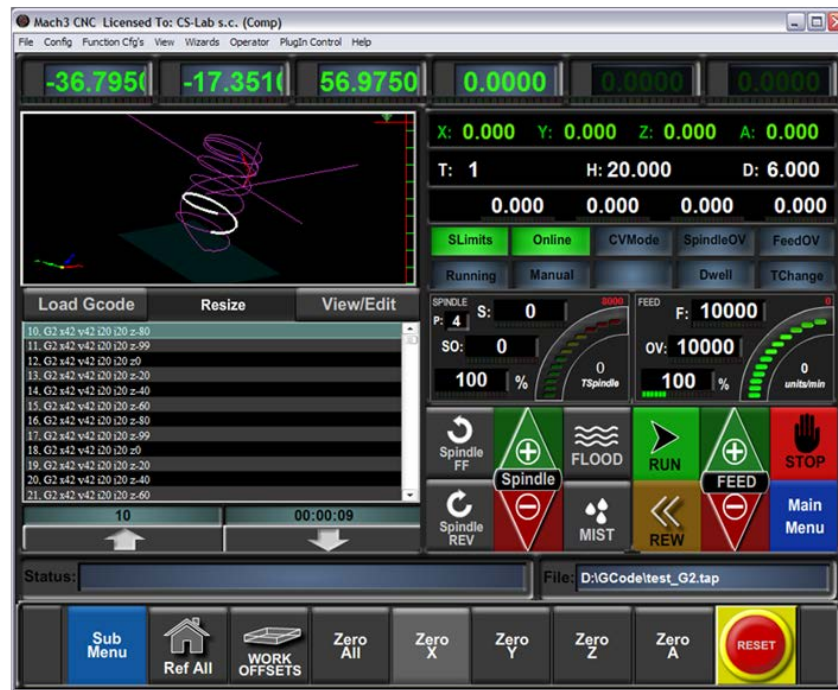 Mach3 CNC Licensed To: CS-Lab s.c. (Comp)
File Config Function Cfg's View Wizards Operator PlugIn Control Help
-36.7950 -17.3510 56.9750 0.0000 0.0000 0.0000
X: 0.000 Y: 0.000 Z: 0.000 A: 0.000
T: 1 H: 20.000 D: 6.000
0.000 0.000 0.000 0.000
SLimits Online CVMode SpindleOV FeedOV
Running Manual Dwell TChange
Load Gcode Resize View/Edit
10, G2 x42 y42 i20 j20 z-80
11, G2 x42 y42 i20 j20 z-99
12, G2 x42 y42 i20 j20 z0
13, G2 x42 y42 i20 j20 z-20
14, G2 x42 y42 i20 j20 z-40
15, G2 x42 y42 i20 j20 z-60
16, G2 x42 y42 i20 j20 z-80
17, G2 x42 y42 i20 j20 z-99
18, G2 x42 y42 i20 j20 z0
19, G2 x42 y42 i20 j20 z-20
20, G2 x42 y42 i20 j20 z-40
21, G2 x42 y42 i20 j20 z-60
10 00:00:09
SPINDLE 8000
P: 4 S: 0
SO: 0
100 %
0
TSpindle
FEED 0
F: 10000
OV: 10000
100 %
0
units/min
Spindle FF
Spindle
FLOOD
RUN
FEED
STOP
Spindle REV
MIST
REW
Main Menu
Status: File: D:\GCode\test_G2.tap
Sub Menu
Ref All
WORK OFFSETS
Zero All
Zero X
Zero Y
Zero Z
Zero A
RESET